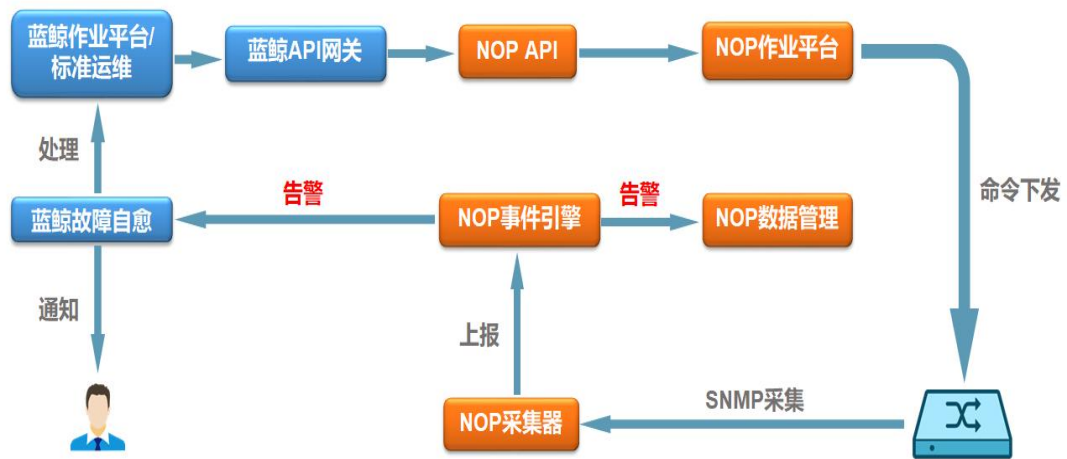 蓝鲸作业平台/
标准运维
蓝鲸API网关
NOP API
NOP作业平台
处理
命令下发
告警
告警
蓝鲸故障自愈
NOP事件引擎
NOP数据管理
通知
上报
SNMP采集
NOP采集器